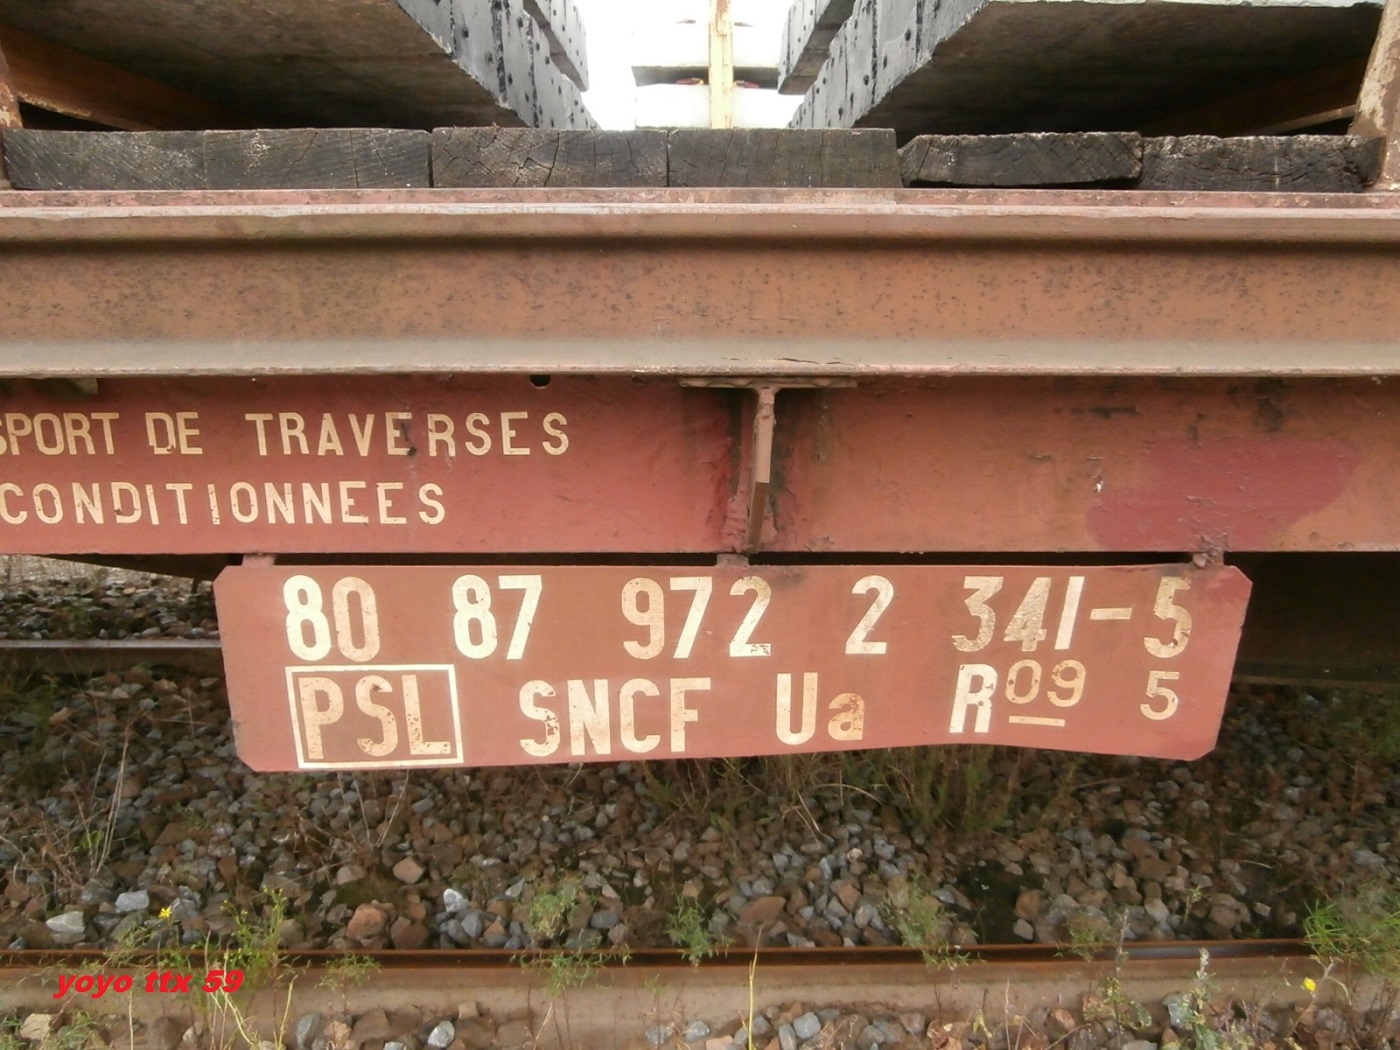 SPORT DE TRAVERSES
CONDITIONNEES
80 87 972 2 341-5
PSL SNCF Ua R09 5
yoyo ttx 59